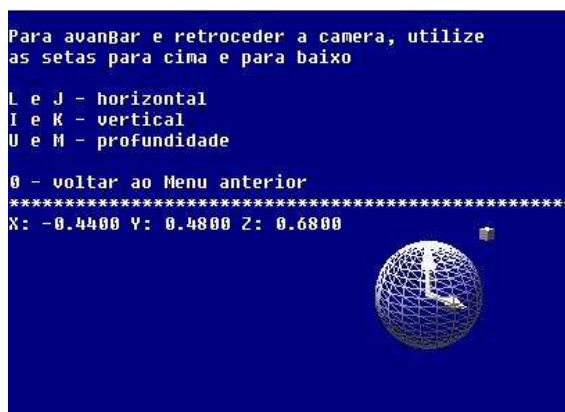 Para avanBar e retroceder a camera, utilize
as setas para cima e para baixo
L e J - horizontal
I e K - vertical
U e M - profundidade
0 - voltar ao Menu anterior
**************************************************
X: -0.4400 Y: 0.4800 Z: 0.6800